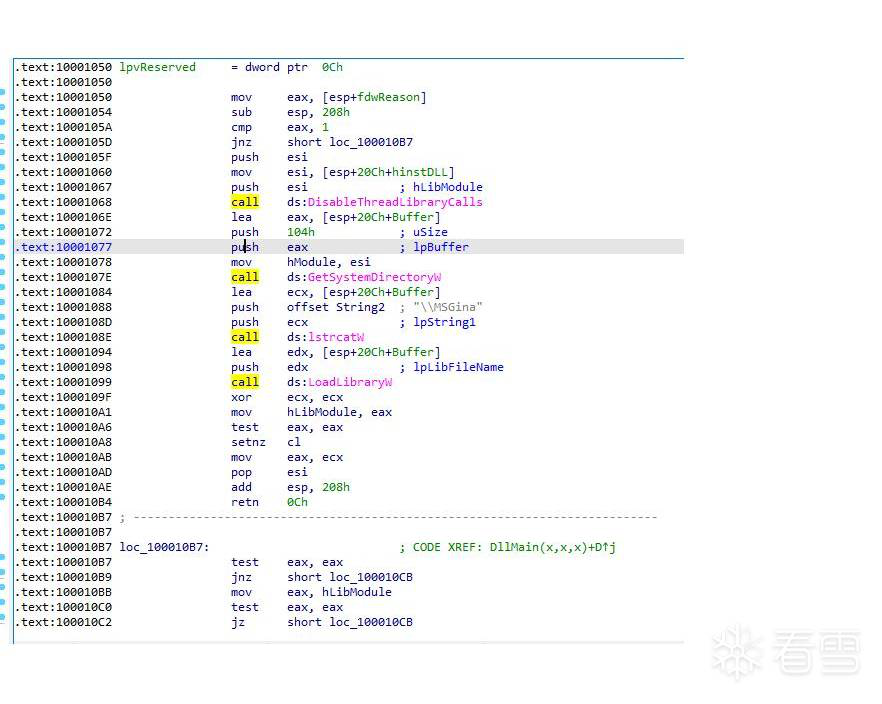 .text:10001050 lpvReserved     = dword ptr  0Ch
.text:10001050
.text:10001050                 mov     eax, [esp+fdwReason]
.text:10001054                 sub     esp, 208h
.text:1000105A                 cmp     eax, 1
.text:1000105D                 jnz     short loc_100010B7
.text:1000105F                 push    esi
.text:10001060                 mov     esi, [esp+20Ch+hinstDLL]
.text:10001067                 push    esi             ; hLibModule
.text:10001068                 call    ds:DisableThreadLibraryCalls
.text:1000106E                 lea     eax, [esp+20Ch+Buffer]
.text:10001072                 push    104h            ; uSize
.text:10001077                 push    eax             ; lpBuffer
.text:10001078                 mov     hModule, esi
.text:1000107E                 call    ds:GetSystemDirectoryW
.text:10001084                 lea     ecx, [esp+20Ch+Buffer]
.text:10001088                 push    offset String2  ; "\\MSGina"
.text:1000108D                 push    ecx             ; lpString1
.text:1000108E                 call    ds:lstrcatW
.text:10001094                 lea     edx, [esp+20Ch+Buffer]
.text:10001098                 push    edx             ; lpLibFileName
.text:10001099                 call    ds:LoadLibraryW
.text:1000109F                 xor     ecx, ecx
.text:100010A1                 mov     hLibModule, eax
.text:100010A6                 test    eax, eax
.text:100010A8                 setnz   cl
.text:100010AB                 mov     eax, ecx
.text:100010AD                 pop     esi
.text:100010AE                 add     esp, 208h
.text:100010B4                 retn    0Ch
.text:100010B7 ; ---------------------------------------------------------------------------
.text:100010B7
.text:100010B7 loc_100010B7:                           ; CODE XREF: DllMain(x,x,x)+D↑j
.text:100010B7                 test    eax, eax
.text:100010B9                 jnz     short loc_100010CB
.text:100010BB                 mov     eax, hLibModule
.text:100010C0                 test    eax, eax
.text:100010C2                 jz      short loc_100010CB
看雪